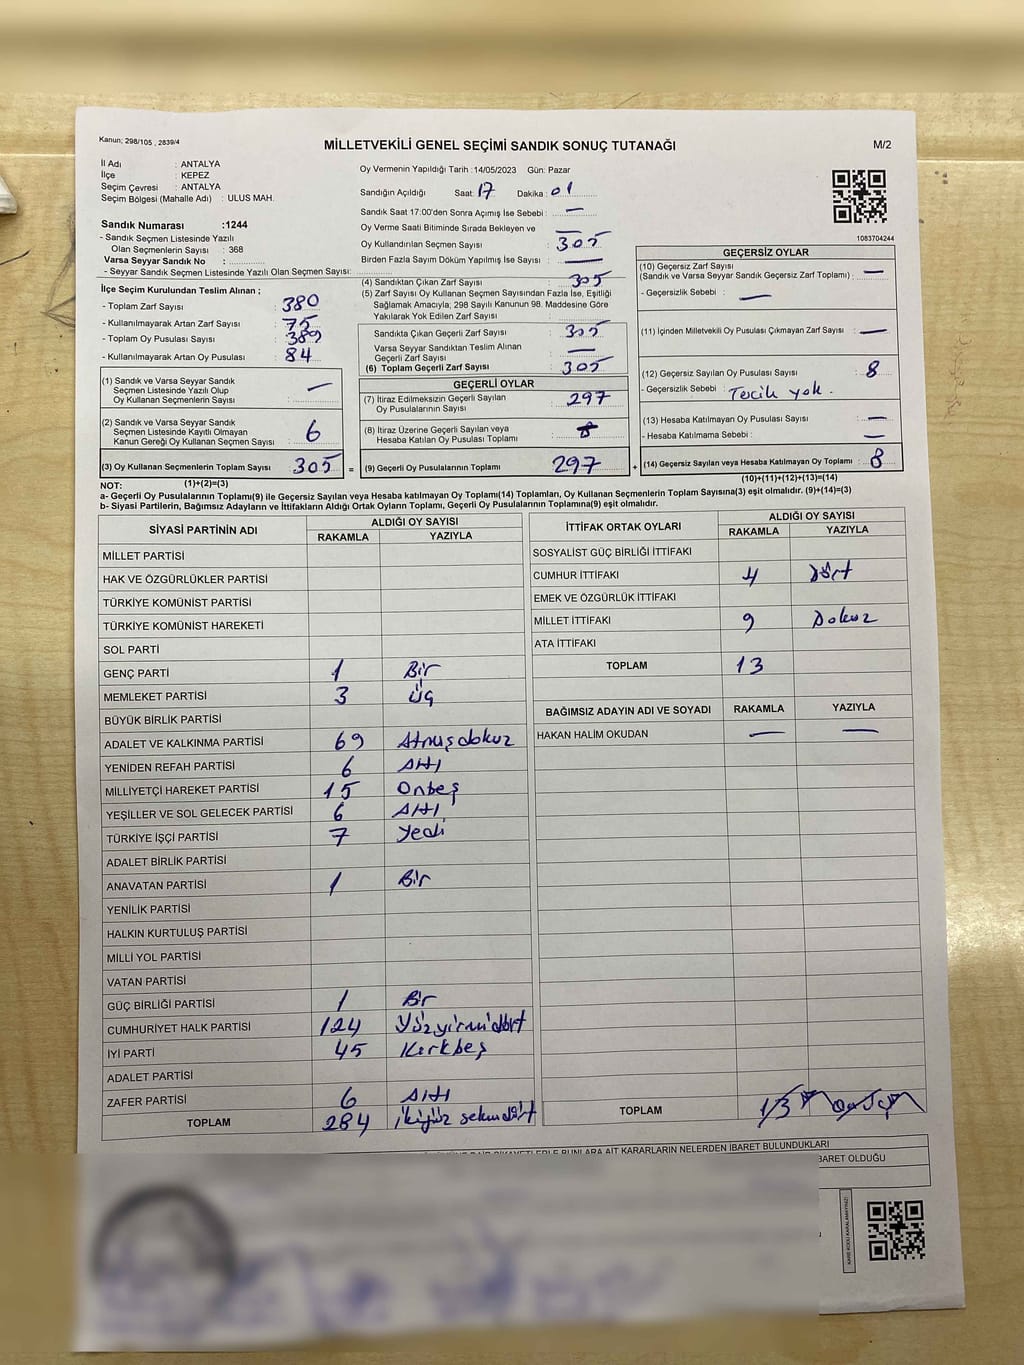 Kanun; 298/105 , 2839/4
MİLLETVEKİLİ GENEL SEÇİMİ SANDIK SONUÇ TUTANAĞI
M/2
İl Adı : ANTALYA
İlçe : KEPEZ
Seçim Çevresi : ANTALYA
Seçim Bölgesi (Mahalle Adı) : ULUS MAH.
Sandık Numarası :1244
- Sandık Seçmen Listesinde Yazılı
Olan Seçmenlerin Sayısı : 368
Varsa Seyyar Sandık No :
- Seyyar Sandık Seçmen Listesinde Yazılı Olan Seçmen Sayısı:
Oy Vermenin Yapıldığı Tarih : 14/05/2023 Gün: Pazar
Sandığın Açıldığı Saat: 17 Dakika : 01
Sandık Saat 17:00'den Sonra Açımış İse Sebebi : —
Oy Verme Saati Bitiminde Sırada Bekleyen ve : —
Oy Kullandırılan Seçmen Sayısı : 305
Birden Fazla Sayım Döküm Yapılmış İse Sayısı : —
1083704244
İlçe Seçim Kurulundan Teslim Alınan ;
- Toplam Zarf Sayısı : 380
- Kullanılmayarak Artan Zarf Sayısı : 75
- Toplam Oy Pusulası : 389
- Kullanılmayarak Artan Oy Pusulası : 84
(4) Sandıktan Çıkan Zarf Sayısı : 305
(5) Zarf Sayısı Oy Kullanan Seçmen Sayısından Fazla İse, Eşitliği
Sağlamak Amacıyla, 298 Sayılı Kanunun 98. Maddesine Göre
Yakılarak Yok Edilen Zarf Sayısı :
Sandıkta Çıkan Geçerli Zarf Sayısı : 305
Varsa Seyyar Sandıktan Teslim Alınan
Geçerli Zarf Sayısı : —
(6) Toplam Geçerli Zarf Sayısı : 305
GEÇERSİZ OYLAR
(10) Geçersiz Zarf Sayısı
(Sandık ve Varsa Seyyar Sandık Geçersiz Zarf Toplamı) : —
- Geçersizlik Sebebi : —
(11) İçinden Milletvekili Oy Pusulası Çıkmayan Zarf Sayısı : —
(12) Geçersiz Sayılan Oy Pusulası Sayısı : 8
- Geçersizlik Sebebi : Tercih yok.
(13) Hesaba Katılmayan Oy Pusulası Sayısı : —
- Hesaba Katılmama Sebebi : —
(14) Geçersiz Sayılan veya Hesaba Katılmayan Oy Toplamı : 8
(10)+(11)+(12)+(13)=(14)
(1) Sandık ve Varsa Seyyar Sandık
Seçmen Listesinde Yazılı Olup
Oy Kullanan Seçmenlerin Sayısı : —
(2) Sandık ve Varsa Seyyar Sandık
Seçmen Listesinde Kayıtlı Olmayan
Kanun Gereği Oy Kullanan Seçmen Sayısı : 6
(3) Oy Kullanan Seçmenlerin Toplam Sayısı 305 =
GEÇERLİ OYLAR
(7) İtiraz Edilmeksizin Geçerli Sayılan
Oy Pusulalarının Sayısı : 297
(8) İtiraz Üzerine Geçerli Sayılan veya
Hesaba Katılan Oy Pusulası Toplamı :
(9) Geçerli Oy Pusulalarının Toplamı : 297 +
NOT: (1)+(2)=(3)
a- Geçerli Oy Pusulalarının Toplamı(9) ile Geçersiz Sayılan veya Hesaba katılmayan Oy Toplamı(14) Toplamları, Oy Kullanan Seçmenlerin Toplam Sayısına(3) eşit olmalıdır. (9)+(14)=(3)
b- Siyasi Partilerin, Bağımsız Adayların ve İttifakların Aldığı Ortak Oyların Toplamı, Geçerli Oy Pusulalarının Toplamına(9) eşit olmalıdır.
SİYASİ PARTİNİN ADI ALDIĞI OY SAYISI
RAKAMLA YAZIYLA
MİLLET PARTİSİ
HAK VE ÖZGÜRLÜKLER PARTİSİ
TÜRKİYE KOMÜNİST PARTİSİ
TÜRKİYE KOMÜNİST HAREKETİ
SOL PARTİ
GENÇ PARTİ 1 Bir
MEMLEKET PARTİSİ 3 Üç
BÜYÜK BİRLİK PARTİSİ
ADALET VE KALKINMA PARTİSİ 69 Atmışdokuz
YENİDEN REFAH PARTİSİ 6 Altı
MİLLİYETÇİ HAREKET PARTİSİ 15 Onbeş
YEŞİLLER VE SOL GELECEK PARTİSİ 6 Altı
TÜRKİYE İŞÇİ PARTİSİ 7 Yedi
ADALET BİRLİK PARTİSİ
ANAVATAN PARTİSİ 1 Bir
YENİLİK PARTİSİ
HALKIN KURTULUŞ PARTİSİ
MİLLİ YOL PARTİSİ
VATAN PARTİSİ
GÜÇ BİRLİĞİ PARTİSİ 1 Bir
CUMHURİYET HALK PARTİSİ 124 Yüzyirmidört
İYİ PARTİ 45 Kırkbeş
ADALET PARTİSİ
ZAFER PARTİSİ 6 Altı
TOPLAM 284 ikiyüz seksendört
İTTİFAK ORTAK OYLARI ALDIĞI OY SAYISI
RAKAMLA YAZIYLA
SOSYALİST GÜÇ BİRLİĞİ İTTİFAKI
CUMHUR İTTİFAKI 4 Dört
EMEK VE ÖZGÜRLÜK İTTİFAKI
MİLLET İTTİFAKI 9 Dokuz
ATA İTTİFAKI
TOPLAM 13
BAĞIMSIZ ADAYIN ADI VE SOYADI RAKAMLA YAZIYLA
HAKAN HALİM OKUDAN — —
TOPLAM 13 onüç
BUNLARA AİT KARARLARIN NELERDEN İBARET BULUNDUKLARI
BARET OLDUĞU